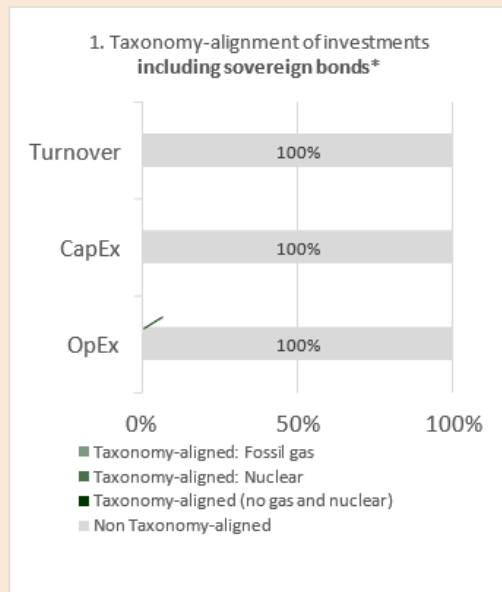 1. Taxonomy-alignment of investments
including sovereign bonds*
Turnover
100%
CapEx
100%
OpEx
100%
0% 50% 100%
Taxonomy-aligned: Fossil gas
Taxonomy-aligned: Nuclear
Taxonomy-aligned (no gas and nuclear)
Non Taxonomy-aligned